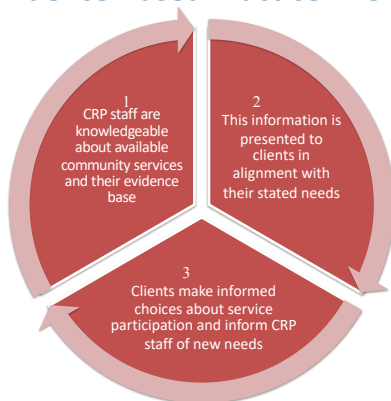 1
CRP staff are
knowledgeable
about available
community services
and their evidence
base
2
This information is
presented to
clients in
alignment with
their stated needs
3
Clients make informed
choices about service
participation and inform CRP
staff of new needs